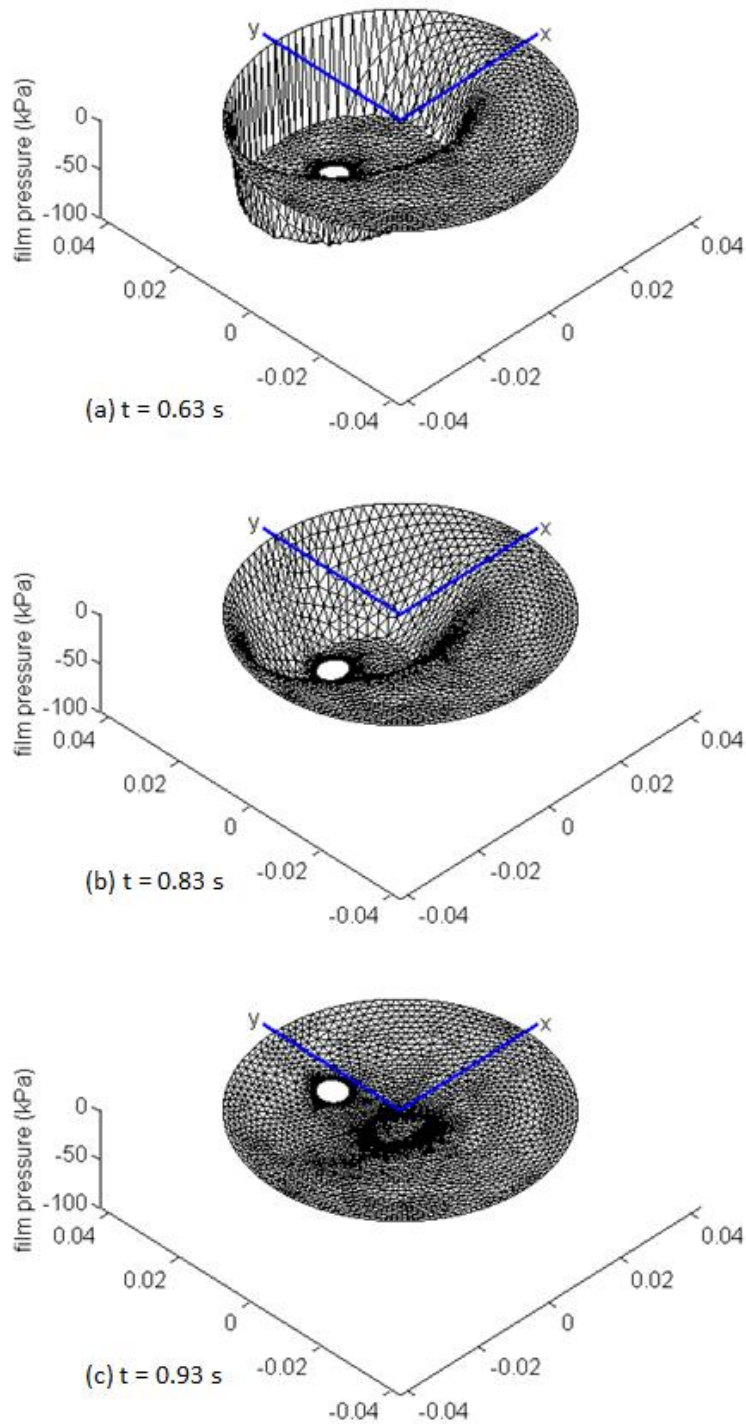 y x
film pressure (kPa)
0
-50
-100
0.04 0.04
0.02 0.02
0 0
-0.02 -0.02
-0.04 -0.04
(a) t = 0.63 s
y x
film pressure (kPa)
0
-50
-100
0.04 0.04
0.02 0.02
0 0
-0.02 -0.02
-0.04 -0.04
(b) t = 0.83 s
y x
film pressure (kPa)
0
-50
-100
0.04 0.04
0.02 0.02
0 0
-0.02 -0.02
-0.04 -0.04
(c) t = 0.93 s